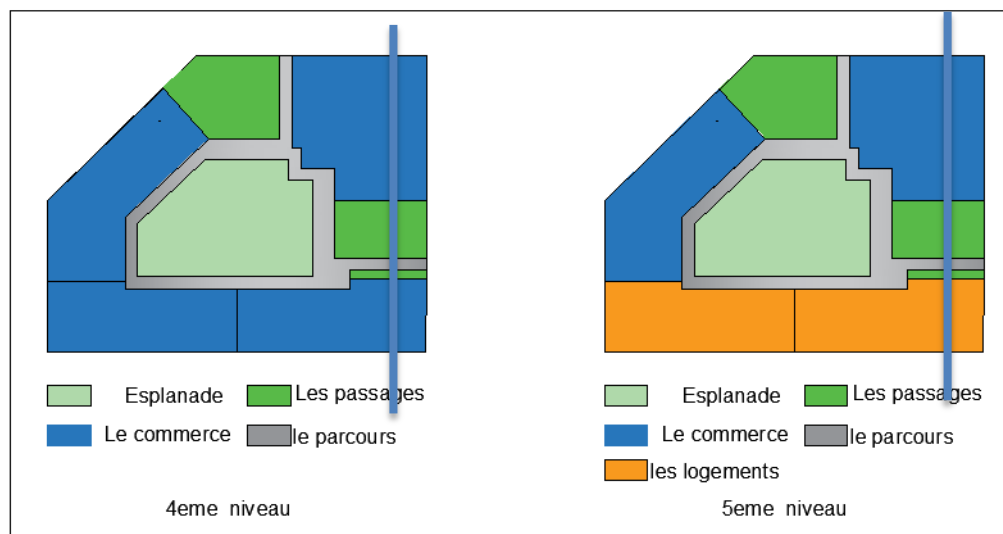 Esplanade
Les passages
Le commerce
le parcours
4eme niveau
Esplanade
Les passages
Le commerce
le parcours
les logements
5eme niveau